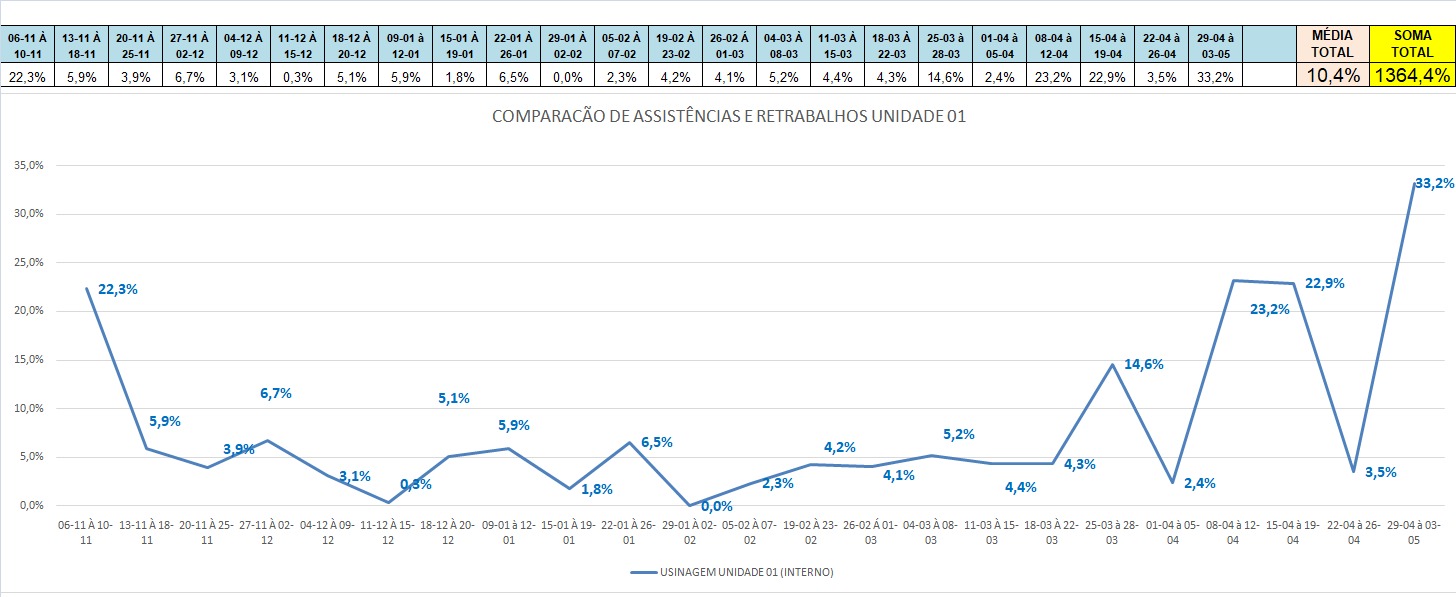 06-11 À 13-11 À 20-11 À 27-11 À 04-12 À 11-12 À 18-12 À 09-01 à 15-01 À 22-01 À 29-01 À 05-02 À 19-02 À 26-02 Á 04-03 À 11-03 À 18-03 À 25-03 à 01-04 à 08-04 à 15-04 à 22-04 à 29-04 à MÉDIA SOMA
10-11 18-11 25-11 02-12 09-12 15-12 20-12 12-01 19-01 26-01 02-02 07-02 23-02 01-03 08-03 15-03 22-03 28-03 05-04 12-04 19-04 26-04 03-05 TOTAL TOTAL
22,3% 5,9% 3,9% 6,7% 3,1% 0,3% 5,1% 5,9% 1,8% 6,5% 0,0% 2,3% 4,2% 4,1% 5,2% 4,4% 4,3% 14,6% 2,4% 23,2% 22,9% 3,5% 33,2% 10,4% 1364,4%
COMPARACÃO DE ASSISTÊNCIAS E RETRABALHOS UNIDADE 01
35,0%
33,2%
30,0%
22,3% 22,9%
25,0%
20,0%
23,2%
15,0%
14,6%
10,0%
6,7% 5,1%
5,9% 5,9% 5,2%
3,9% 6,5% 4,2%
5,0%
3,1% 0,3% 1,8% 2,3% 4,1% 4,4% 4,3% 2,4% 3,5%
0,0% 0,0%
06-11 À 10- 13-11 À 18- 20-11 À 25- 27-11 À 02- 04-12 À 09- 11-12 À 15- 18-12 À 20- 09-01 à 12- 15-01 À 19- 22-01 À 26- 29-01 À 02- 05-02 À 07- 19-02 À 23- 26-02 Á 01- 04-03 À 08- 11-03 À 15- 18-03 À 22- 25-03 à 28- 01-04 à 05- 08-04 à 12- 15-04 à 19- 22-04 à 26- 29-04 à 03-
11 11 11 12 12 12 12 01 01 01 02 02 02 03 03 03 03 03 04 04 04 04 05
USINAGEM UNIDADE 01 (INTERNO)